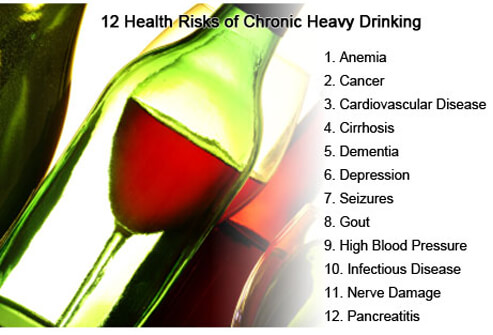 12 Health Risks of Chronic Heavy Drinking
1. Anemia
2. Cancer
3. Cardiovascular Disease
4. Cirrhosis
5. Dementia
6. Depression
7. Seizures
8. Gout
9. High Blood Pressure
10. Infectious Disease
11. Nerve Damage
12. Pancreatitis